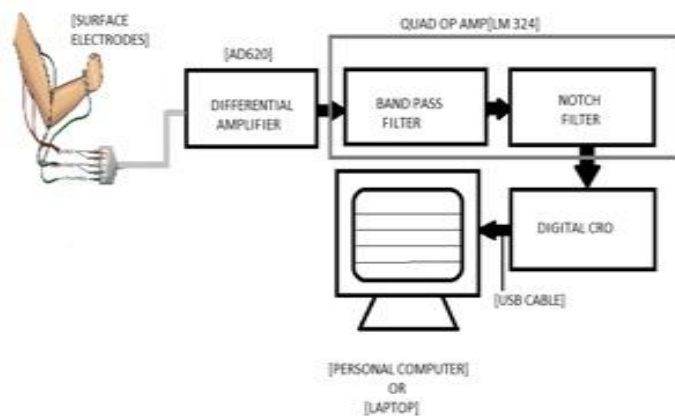 [SURFACE
ELECTRODES]
QUAD OP AMP[LM 324]
[AD620]
DIFFERENTIAL
AMPLIFIER
BAND PASS
FILTER
NOTCH
FILTER
DIGITAL CRO
[USB CABLE]
[PERSONAL COMPUTER]
OR
[LAPTOP]